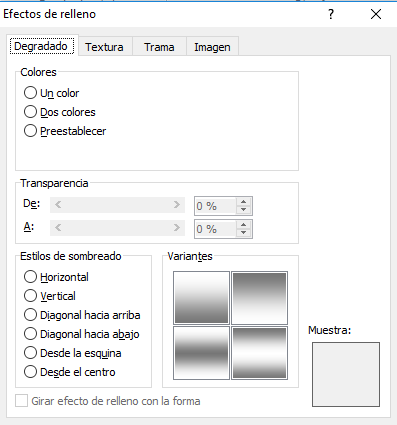 Efectos de relleno ? ×
Degradado Textura Trama Imagen
Colores
Un color
Dos colores
Preestablecer
Transparencia
De: 0 %
A: 0 %
Estilos de sombreado
Horizontal
Vertical
Diagonal hacia arriba
Diagonal hacia abajo
Desde la esquina
Desde el centro
Variantes
Muestra:
Girar efecto de relleno con la forma